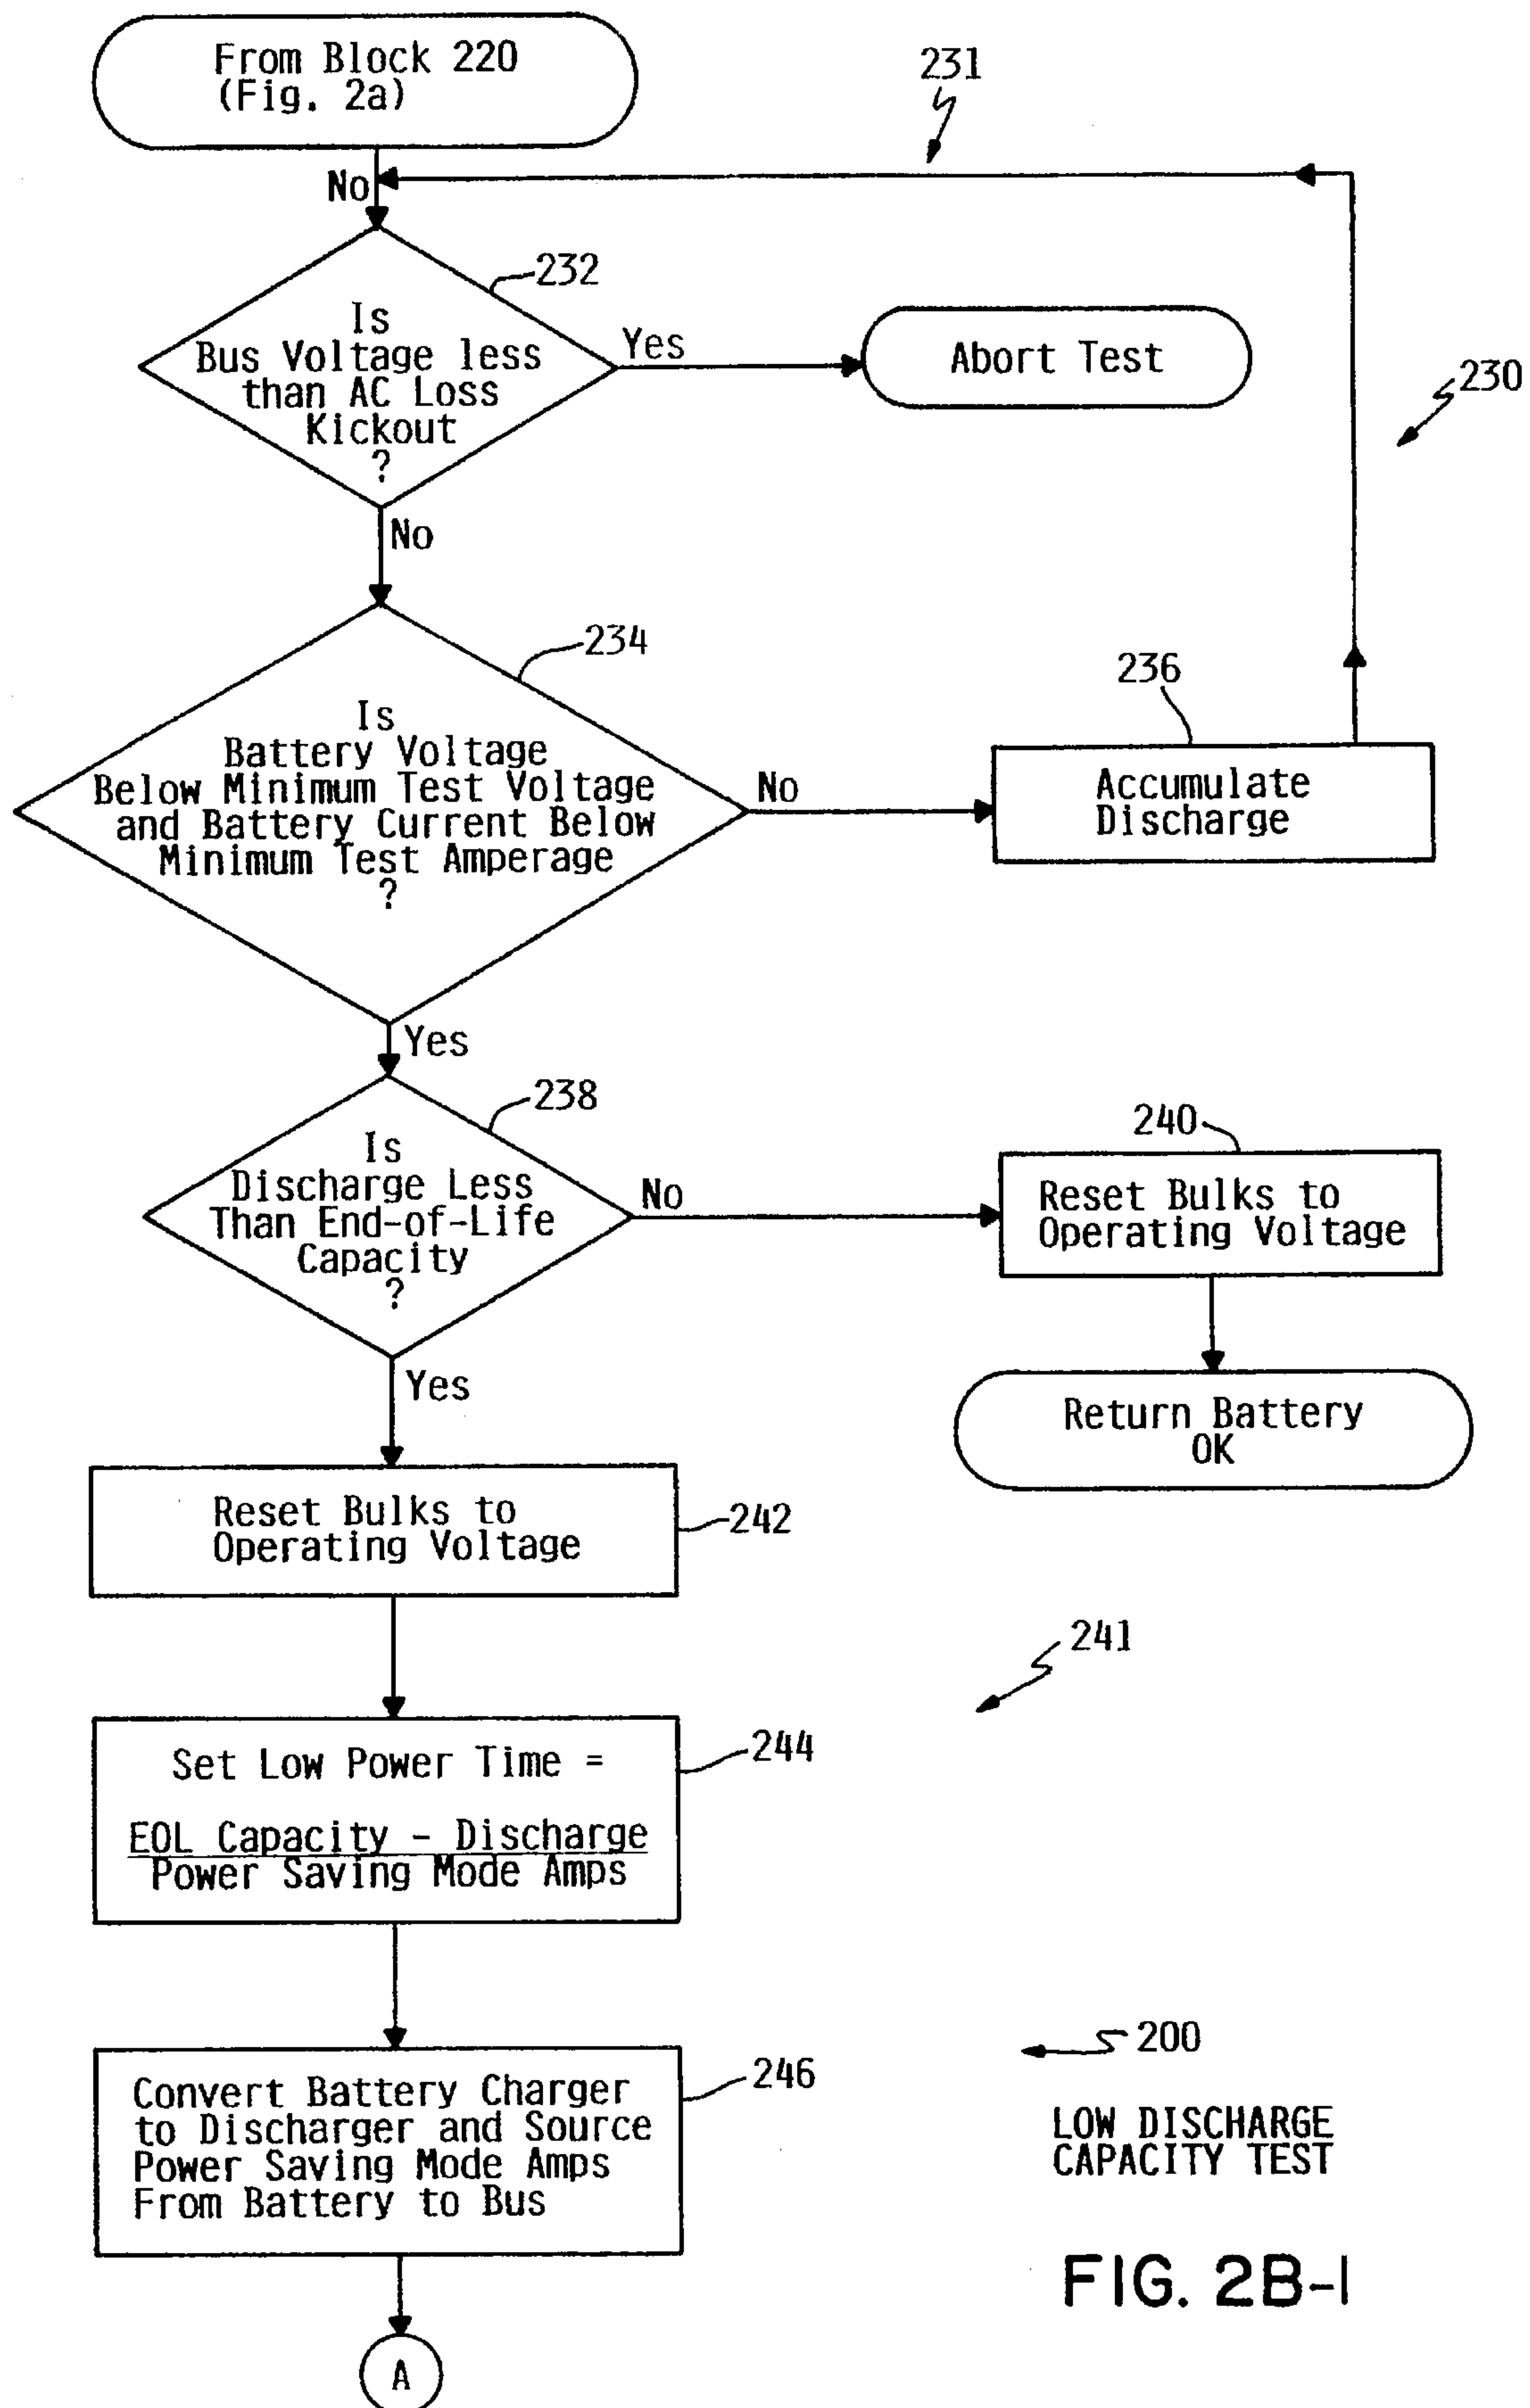 From Block 220
(Fig. 2a)
231
No
232
Is
Bus Voltage less
than AC Loss
Kickout
?
Yes
Abort Test
230
No
234
Is
Battery Voltage
Below Minimum Test Voltage
and Battery Current Below
Minimum Test Amperage
?
No
236
Accumulate
Discharge
Yes
238
Is
Discharge Less
Than End-of-Life
Capacity
?
No
240
Reset Bulks to
Operating Voltage
Return Battery
OK
Yes
Reset Bulks to
Operating Voltage
242
241
Set Low Power Time =
EOL Capacity - Discharge
Power Saving Mode Amps
244
Convert Battery Charger
to Discharger and Source
Power Saving Mode Amps
From Battery to Bus
246
200
LOW DISCHARGE
CAPACITY TEST
FIG. 2B-1
A